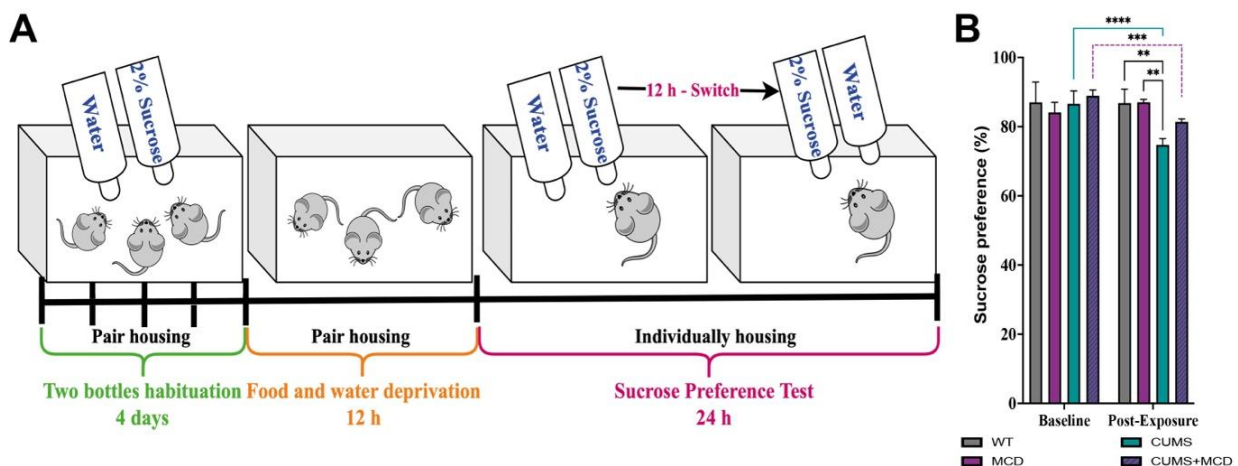 A
Water
2% Sucrose
Water
2% Sucrose
12 h - Switch
2% Sucrose
Water
Pair housing
Pair housing
Individually housing
Two bottles habituation
4 days
Food and water deprivation
12 h
Sucrose Preference Test
24 h
B
****
***
**
**
Sucrose preference (%)
100
80
60
40
20
0
Baseline
Post-Exposure
WT
CUMS
MCD
CUMS+MCD